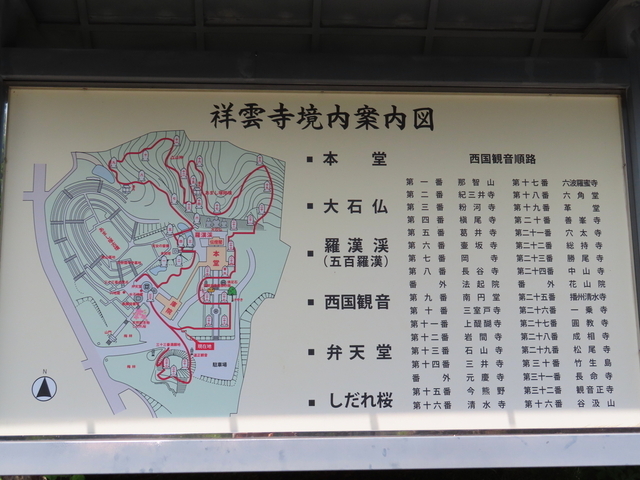 祥雲寺境内案内図
■ 本堂
■ 大石仏
■ 羅漢渓
(五百羅漢)
■ 西国観音
■ 弁天堂
■ しだれ桜
西国観音順路
第一番 那智山
第二番 紀三井寺
第三番 粉河寺
第四番 槇尾寺
第五番 葛井寺
第六番 壷坂寺
第七番 岡寺
第八番 長谷寺
番外 法起院
第九番 南円堂
第十番 三室戸寺
第十一番 上醍醐寺
第十二番 岩間寺
第十三番 石山寺
第十四番 三井寺
番外 元慶寺
第十五番 今熊野
第十六番 清水寺
第十七番 六波羅蜜寺
第十八番 六角堂
第十九番 革堂
第二十番 善峯寺
第二十一番 穴太寺
第二十二番 総持寺
第二十三番 勝尾寺
第二十四番 中山寺
番外 花山院
第二十五番 播州清水寺
第二十六番 一乗寺
第二十七番 圓教寺
第二十八番 成相寺
第二十九番 松尾寺
第三十番 竹生島
第三十一番 長命寺
第三十二番 観音正寺
第十六番 谷汲山
羅漢渓
本堂
現在地
駐車場
N